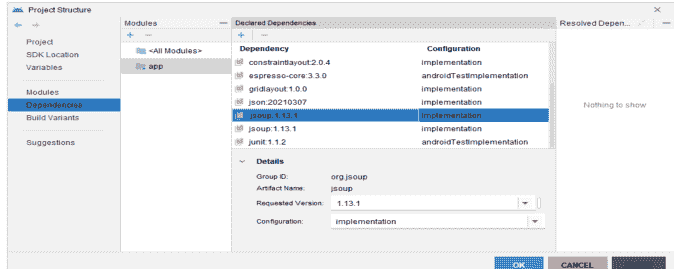 Project Structure
Modules
Declared Dependencies
Resolved Depen...
Project
SDK Location
Variables
Modules
Dependencies
Build Variants
Suggestions
<All Modules>
app
Dependency Configuration
constraintlayout:2.0.4 implementation
espresso-core:3.3.0 androidTestImplementation
gridlayout:1.0.0 implementation
json:20210307 implementation
jsoup:1.13.1 implementation
jsoup:1.13.1 implementation
junit:1.1.2 androidTestImplementation
Nothing to show
Details
Group ID: org.jsoup
Artifact Name: jsoup
Requested Version: 1.13.1
Configuration: implementation
OK CANCEL